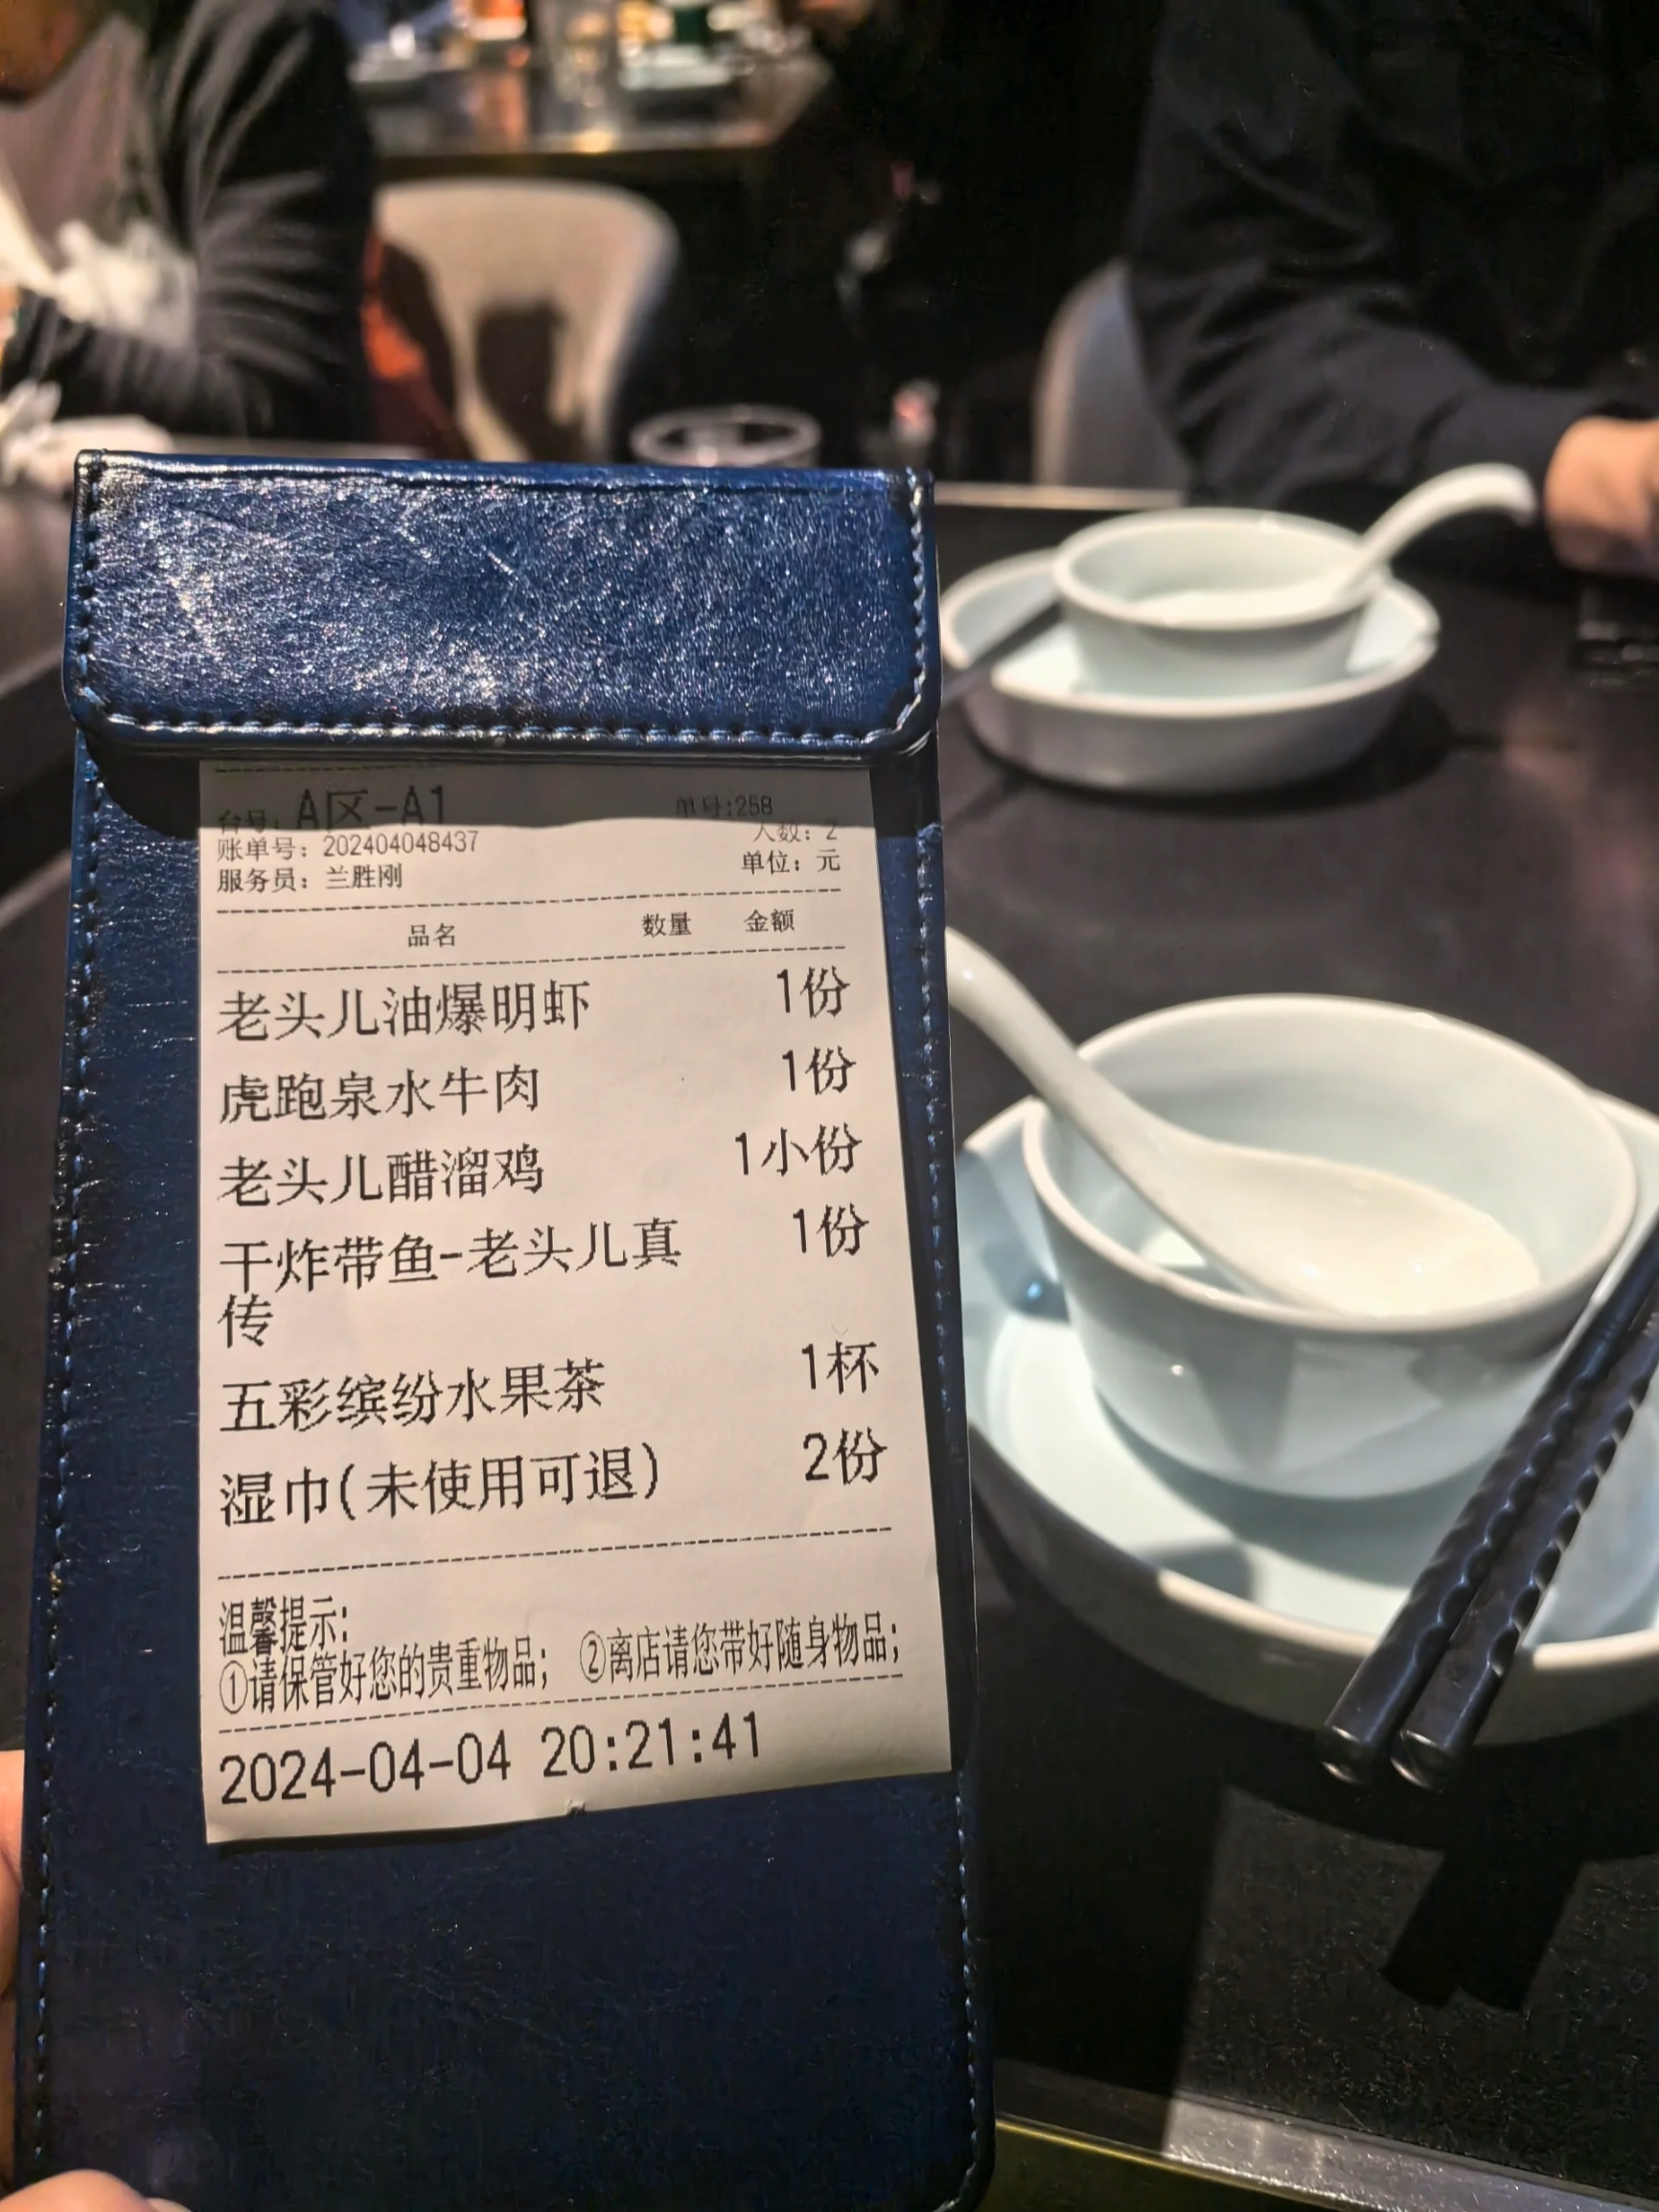 台号: A区-A1 单号:258
人数: 2
账单号: 202404048437
单位: 元
服务员: 兰胜刚
品名 数量 金额
老头儿油爆明虾 1份
虎跑泉水牛肉 1份
老头儿醋溜鸡 1小份
干炸带鱼-老头儿真 1份
传
五彩缤纷水果茶 1杯
湿巾(未使用可退) 2份
温馨提示:
①请保管好您的贵重物品; ②离店请您带好随身物品;
2024-04-04 20:21:41